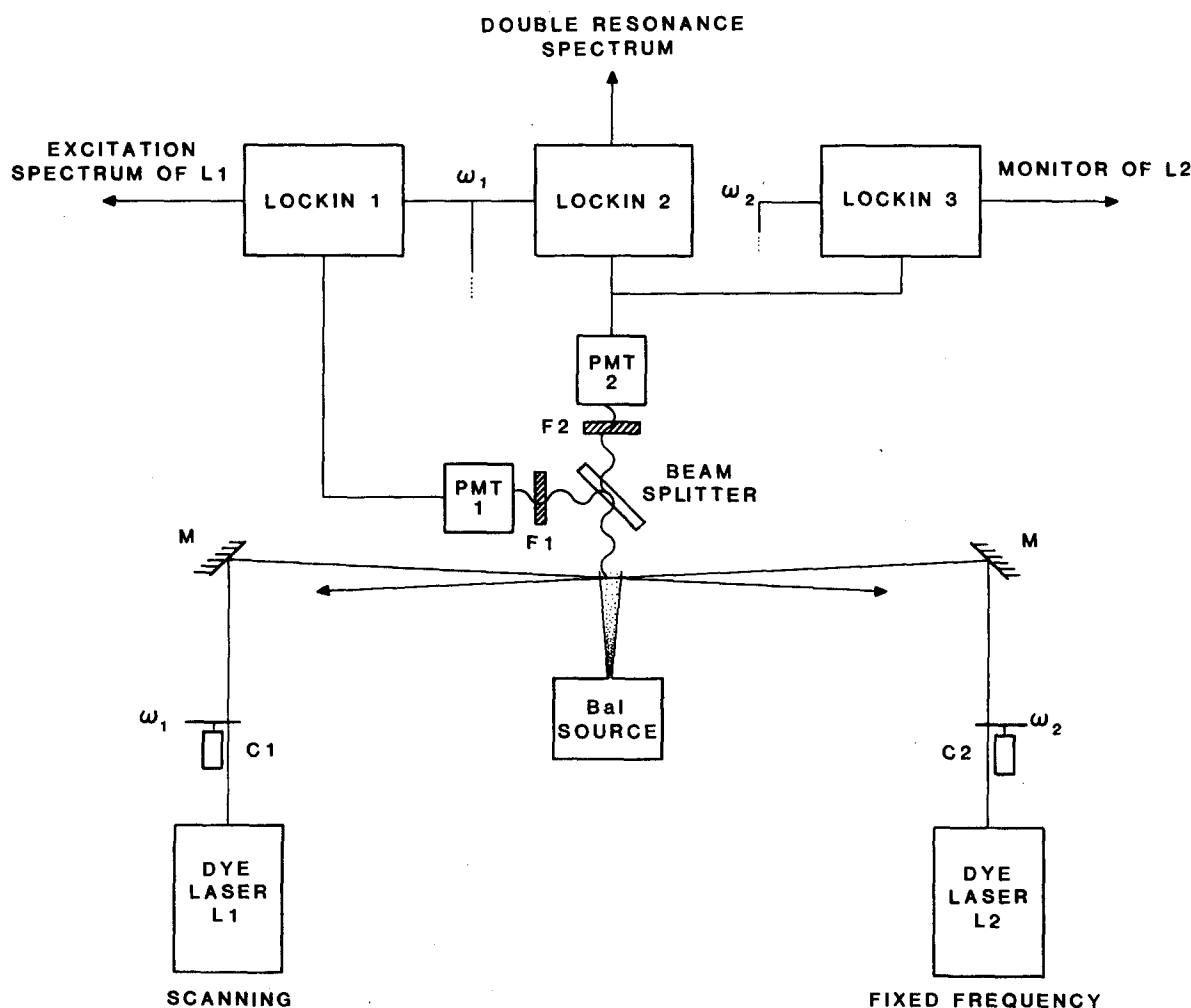 DOUBLE RESONANCE
SPECTRUM
EXCITATION
SPECTRUM OF L1
LOCKIN 1
ω1
LOCKIN 2
ω2
LOCKIN 3
MONITOR OF L2
PMT
2
F2
BEAM
SPLITTER
PMT
1
F1
M
M
BaI
SOURCE
ω1
C1
ω2
C2
DYE
LASER
L1
DYE
LASER
L2
SCANNING
FIXED FREQUENCY